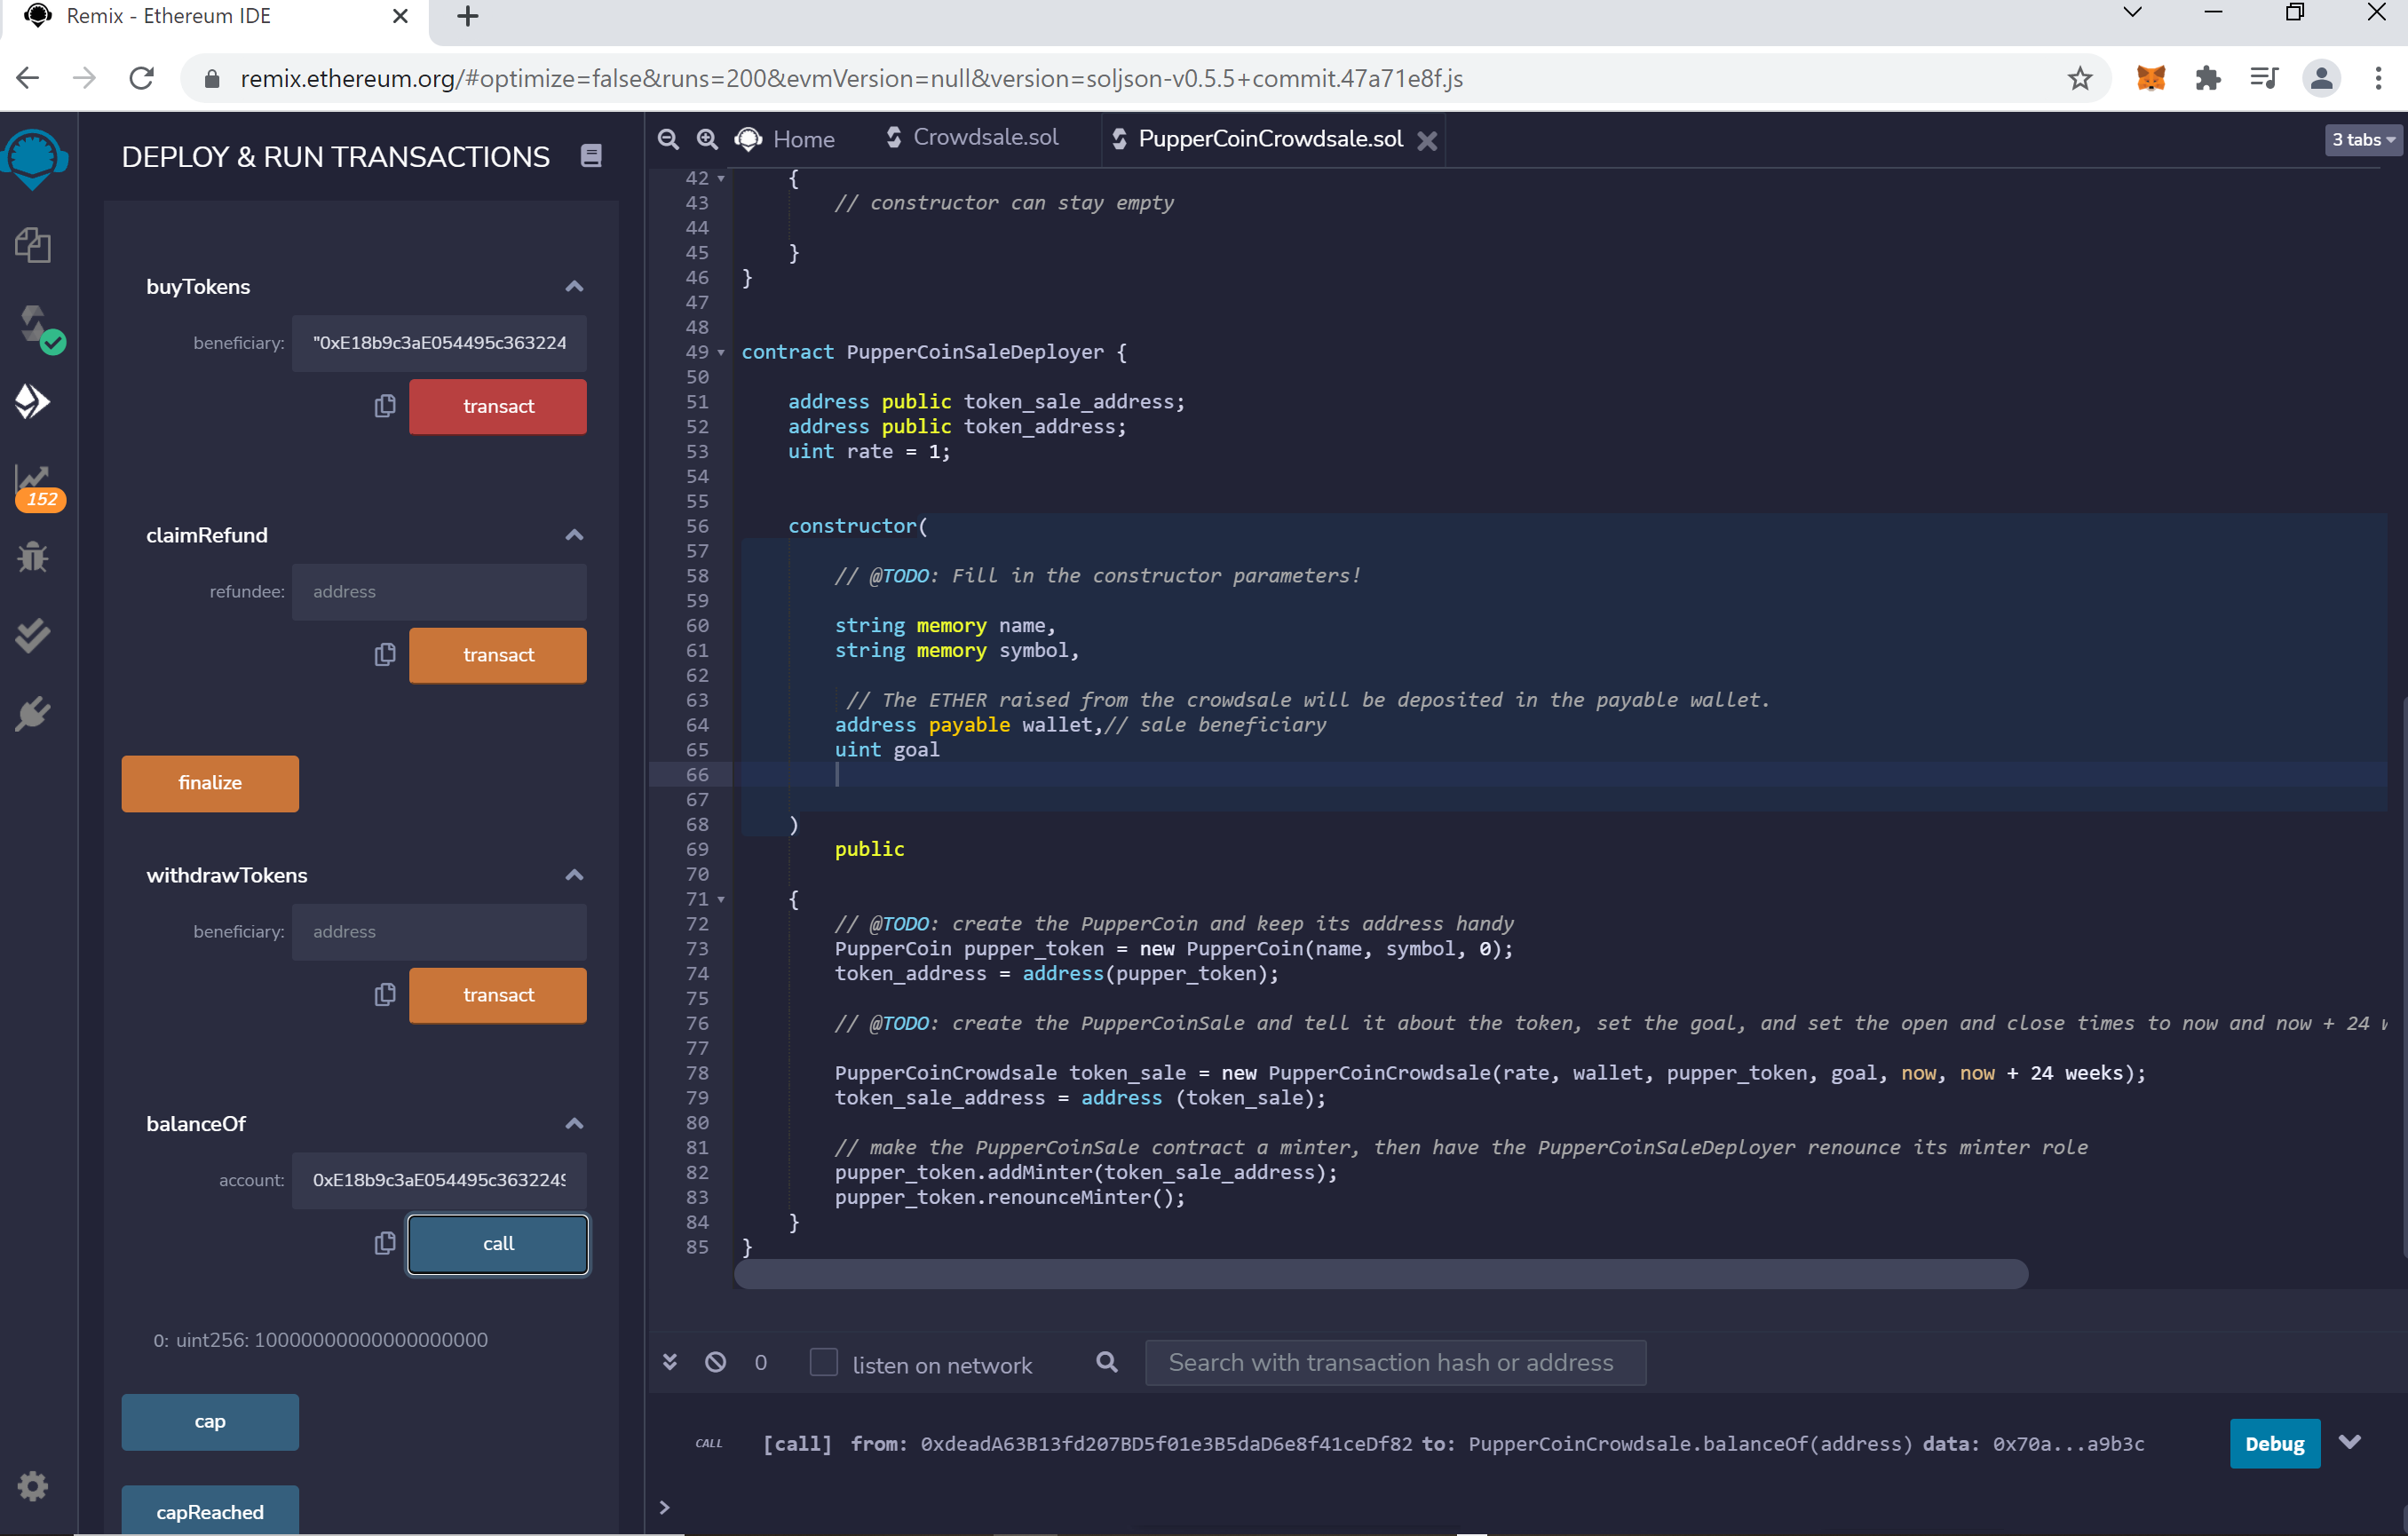 Remix - Ethereum IDE
remix.ethereum.org/#optimize=false&runs=200&evmVersion=null&version=soljson-v0.5.5+commit.47a71e8f.js
DEPLOY & RUN TRANSACTIONS
152
buyTokens
beneficiary: "0xE18b9c3aE054495c363224
transact
claimRefund
refundee: address
transact
finalize
withdrawTokens
beneficiary: address
transact
balanceOf
account: 0xE18b9c3aE054495c3632249
call
0: uint256: 10000000000000000000
cap
capReached
Home
Crowdsale.sol
PupperCoinCrowdsale.sol
3 tabs
42 {
43 // constructor can stay empty
44
45 }
46 }
47
48
49 contract PupperCoinSaleDeployer {
50
51 address public token_sale_address;
52 address public token_address;
53 uint rate = 1;
54
55
56 constructor(
57
58 // @TODO: Fill in the constructor parameters!
59
60 string memory name,
61 string memory symbol,
62
63 // The ETHER raised from the crowdsale will be deposited in the payable wallet.
64 address payable wallet,// sale beneficiary
65 uint goal
66
67
68 )
69 public
70
71 {
72 // @TODO: create the PupperCoin and keep its address handy
73 PupperCoin pupper_token = new PupperCoin(name, symbol, 0);
74 token_address = address(pupper_token);
75
76 // @TODO: create the PupperCoinSale and tell it about the token, set the goal, and set the open and close times to now and now + 24
77
78 PupperCoinCrowdsale token_sale = new PupperCoinCrowdsale(rate, wallet, pupper_token, goal, now, now + 24 weeks);
79 token_sale_address = address (token_sale);
80
81 // make the PupperCoinSale contract a minter, then have the PupperCoinSaleDeployer renounce its minter role
82 pupper_token.addMinter(token_sale_address);
83 pupper_token.renounceMinter();
84 }
85 }
0
listen on network
Search with transaction hash or address
CALL [call] from: 0xdeadA63B13fd207BD5f01e3B5daD6e8f41ceDf82 to: PupperCoinCrowdsale.balanceOf(address) data: 0x70a...a9b3c
Debug
>